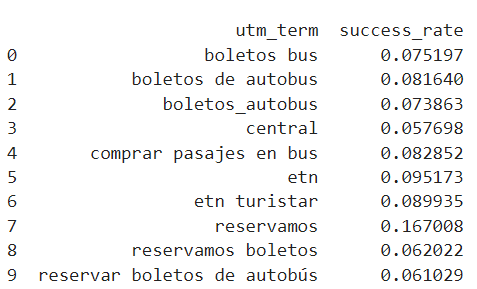 utm_term success_rate
0 boletos bus 0.075197
1 boletos de autobus 0.081640
2 boletos_autobus 0.073863
3 central 0.057698
4 comprar pasajes en bus 0.082852
5 etn 0.095173
6 etn turistar 0.089935
7 reservamos 0.167008
8 reservamos boletos 0.062022
9 reservar boletos de autobús 0.061029